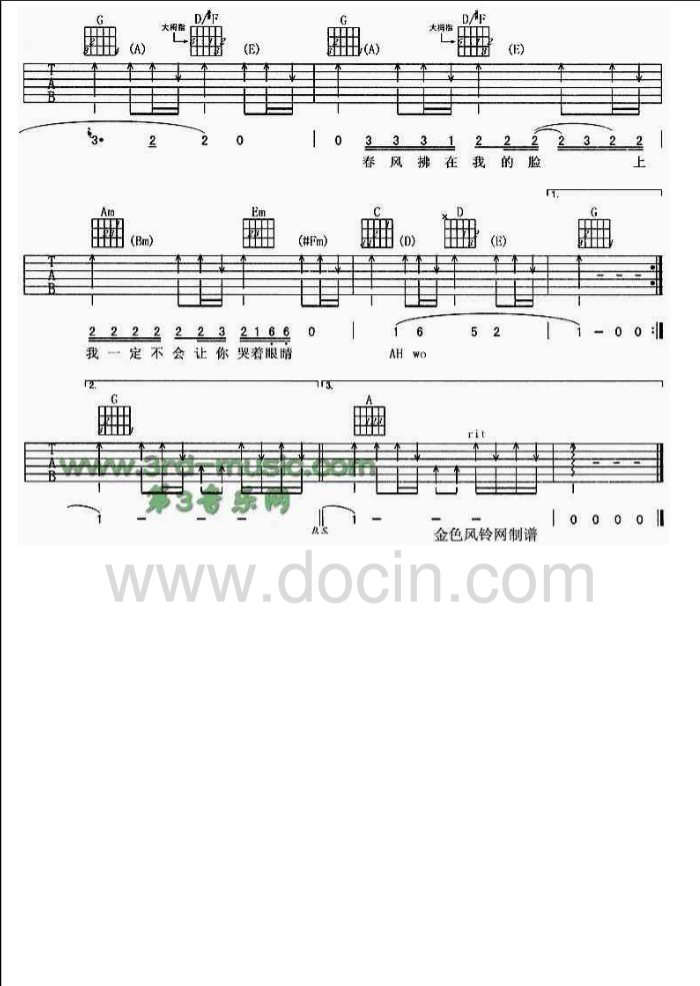 G 大拇指 D/#F G 大拇指 D/#F
(A) (E) (A) (E)
T A B
3· 2 2 0 | 0 3 3 3 1 2 2 2 2 3 2 2
春风拂在我的脸 上
1.
Am Em C D G
(Bm) (#Fm) (D) (E)
T A B
2 2 2 2 2 2 3 2 1 6 6 0 | 1 6 5 2 | 1 - 0 0 :|
我一定不会让你哭着眼睛 AH wo
2. 3.
G A
rit
T A B
www.3rd-music.com
第3音乐网
1 - - - || 1 - - - | 0 0 0 0 ||
D.S.
金色风铃网制谱
www.docin.com